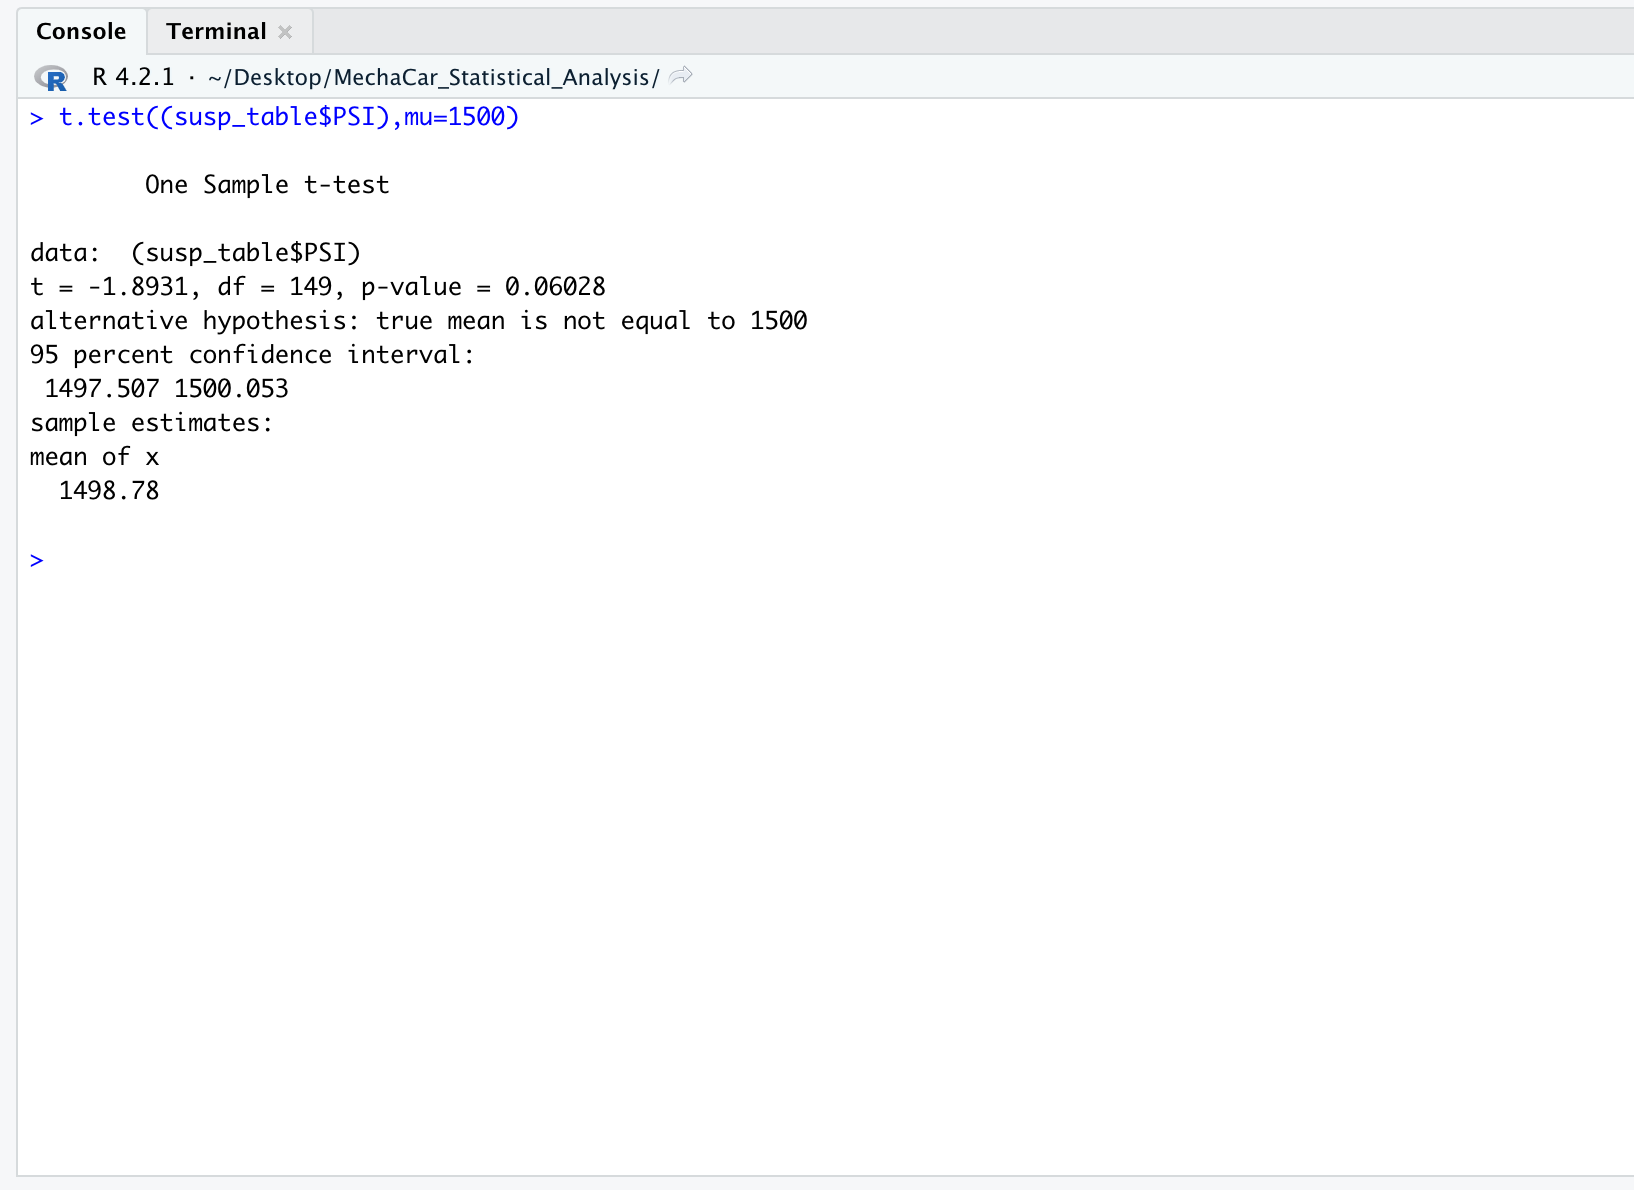 Console Terminal
R R 4.2.1 · ~/Desktop/MechaCar_Statistical_Analysis/
> t.test((susp_table$PSI),mu=1500)
One Sample t-test
data:  (susp_table$PSI)
t = -1.8931, df = 149, p-value = 0.06028
alternative hypothesis: true mean is not equal to 1500
95 percent confidence interval:
1497.507 1500.053
sample estimates:
mean of x
1498.78
>